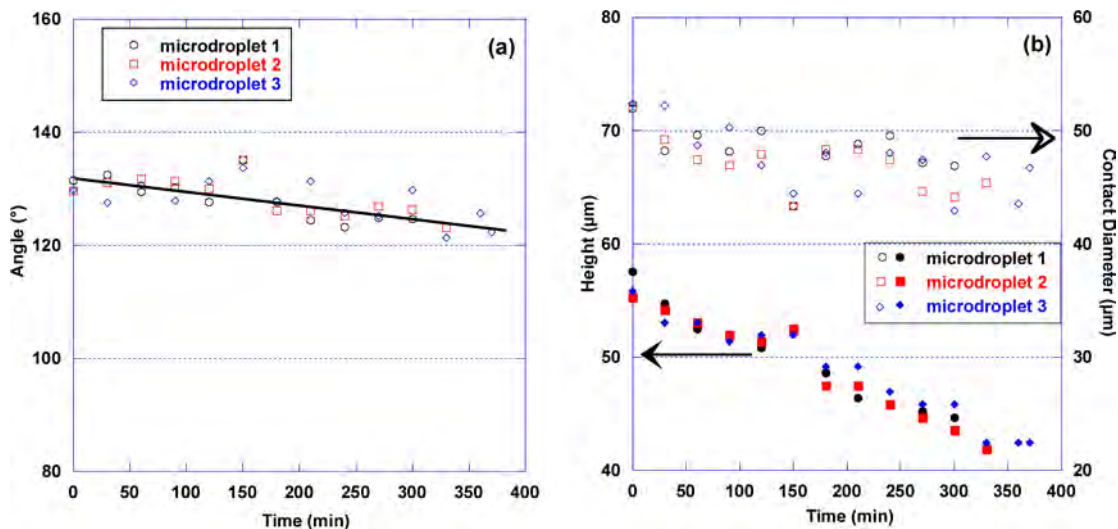 160
140
120
100
80
0 50 100 150 200 250 300 350 400
Time (min)
Angle (°)
(a)
microdroplet 1
microdroplet 2
microdroplet 3
80
70
60
50
40
0 50 100 150 200 250 300 350 400
Time (min)
Height (µm)
(b)
microdroplet 1
microdroplet 2
microdroplet 3
60
50
40
30
20
Contact Diameter (µm)